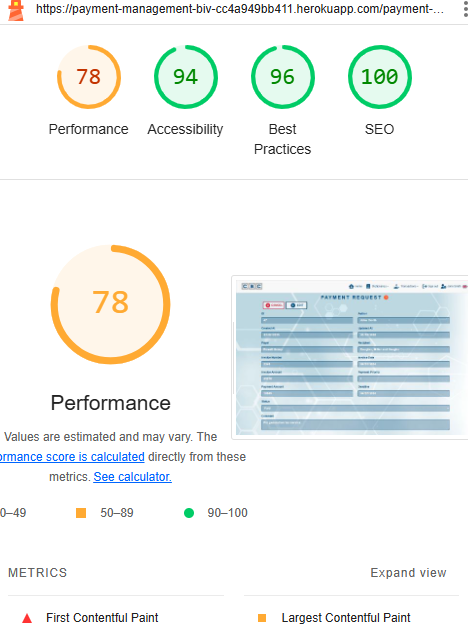 https://payment-management-biv-cc4a949bb411.herokuapp.com/payment-...
78
94
96
100
Performance
Accessibility
Best
Practices
SEO
78
PAYMENT REQUEST
Performance
Values are estimated and may vary. The
ormance score is calculated directly from these
metrics. See calculator.
0–49
50–89
90–100
METRICS
Expand view
First Contentful Paint
Largest Contentful Paint